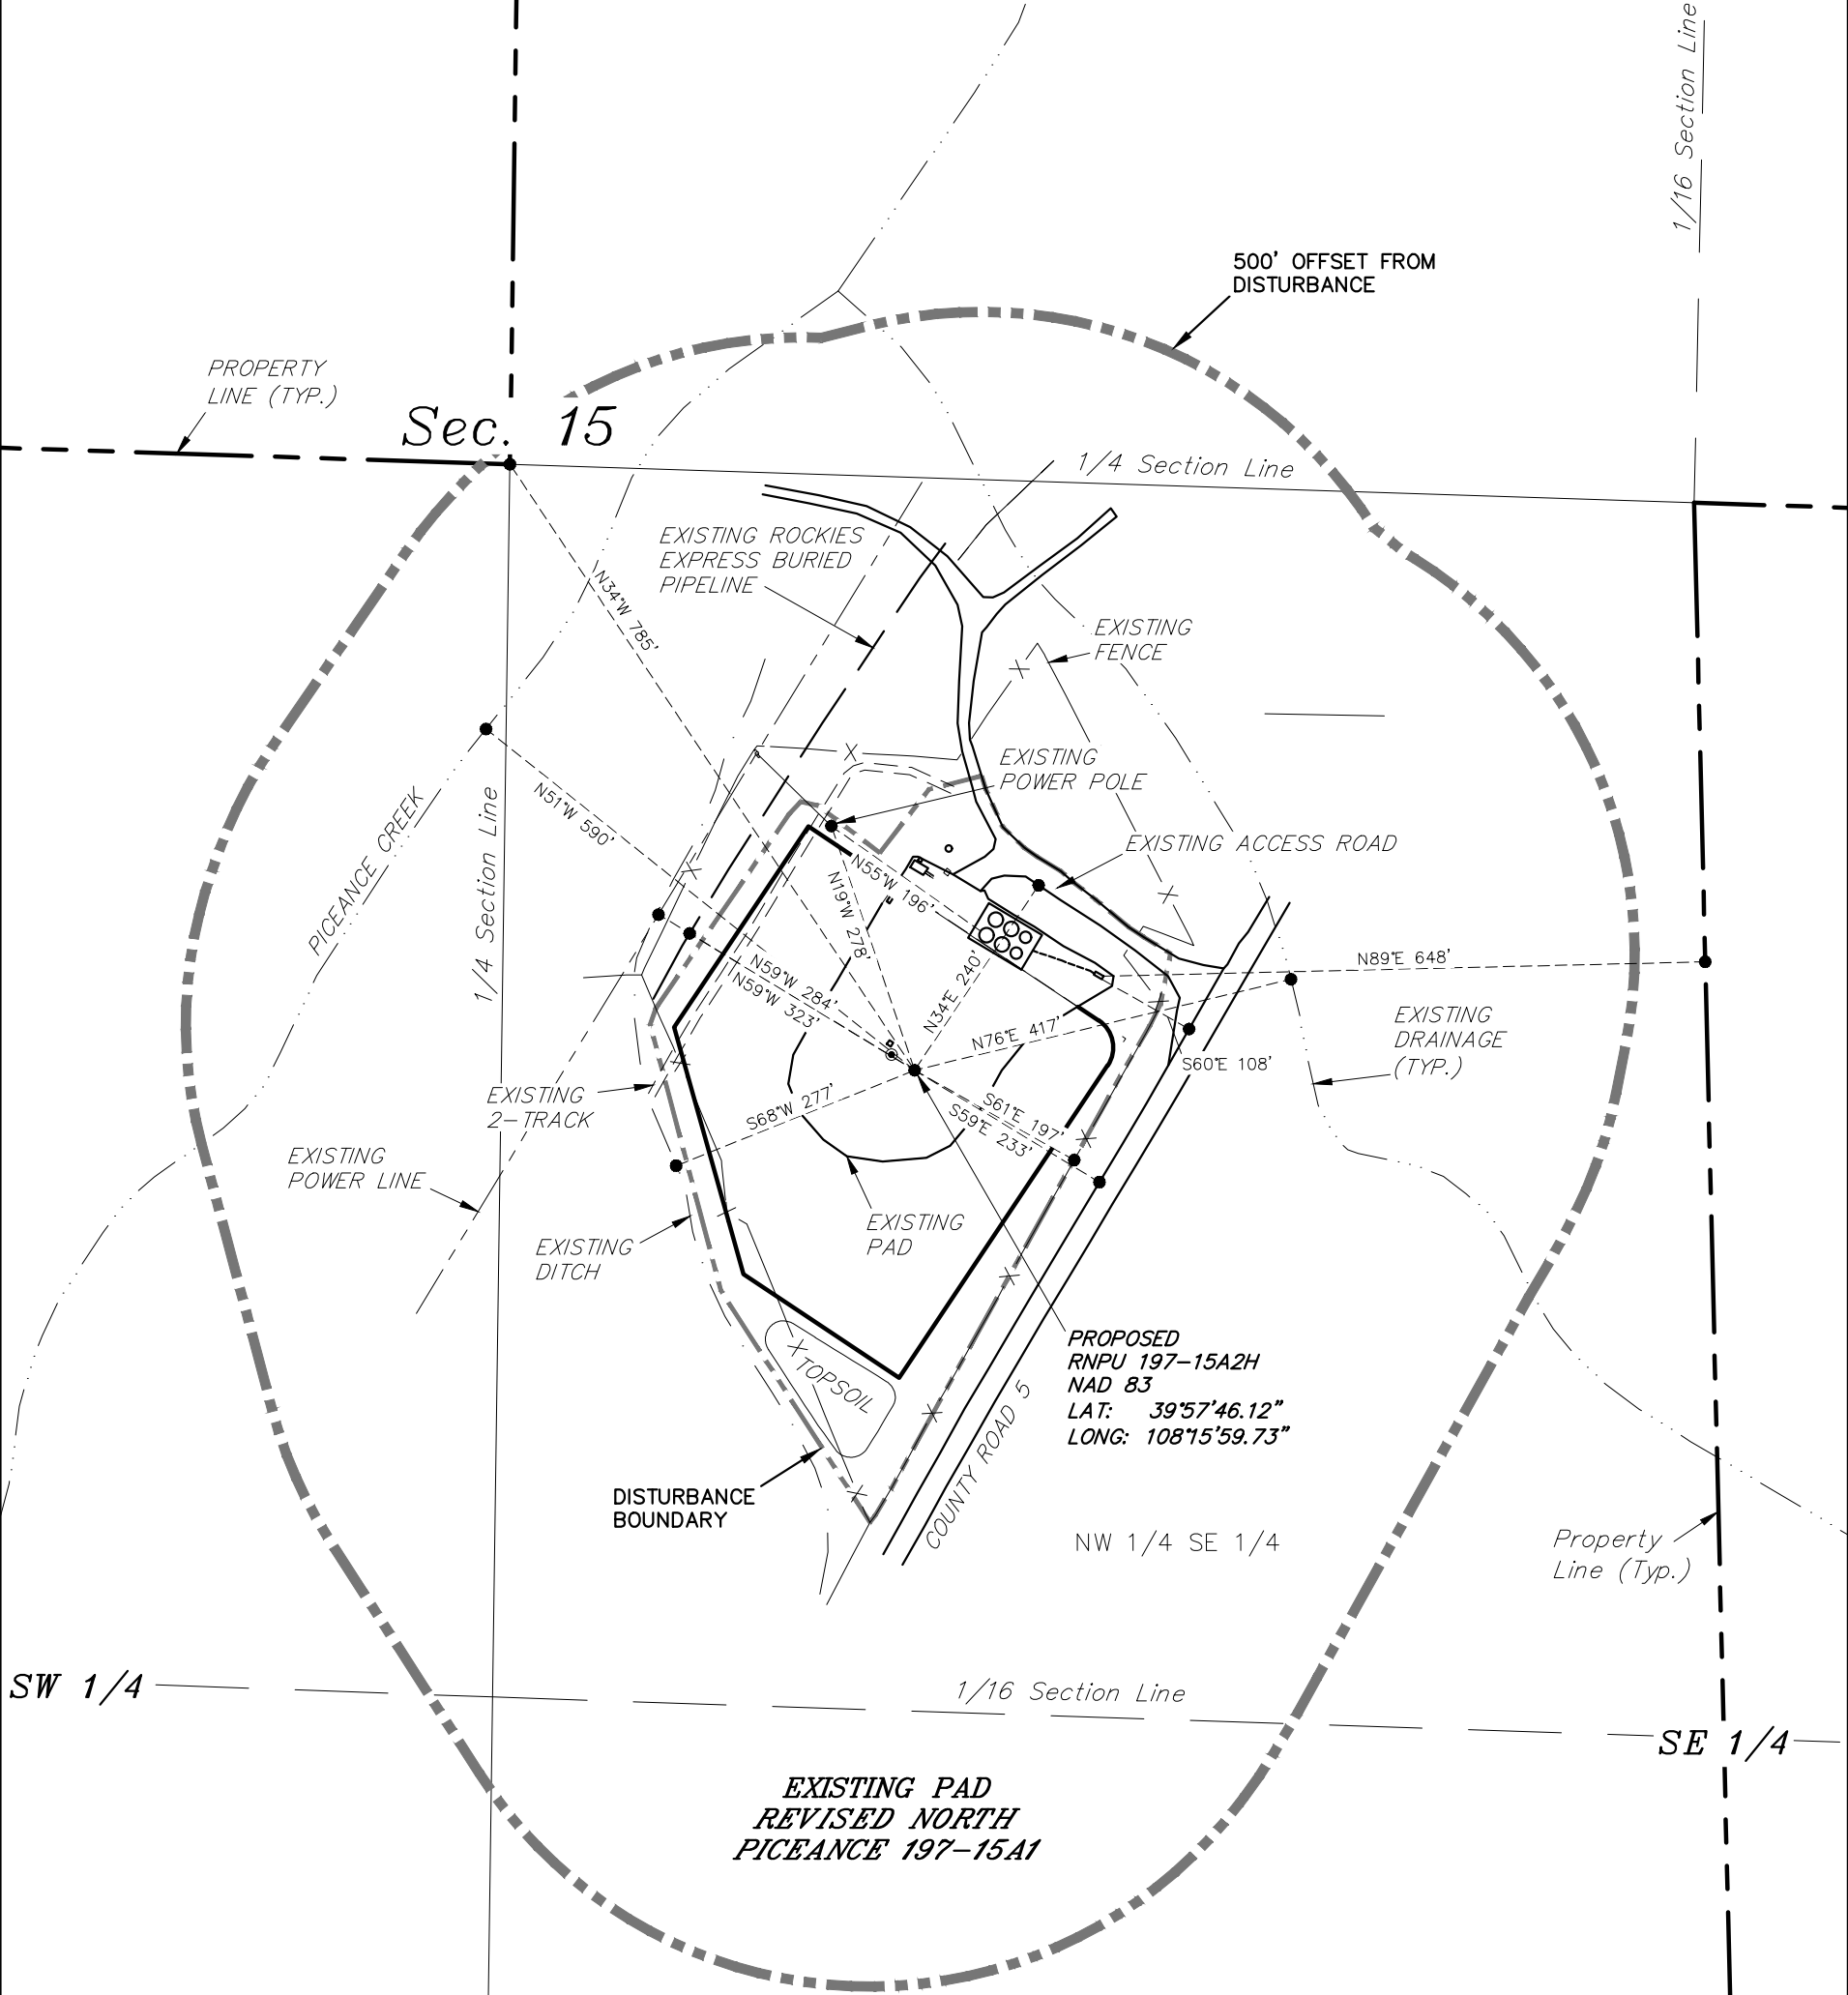 1/16 Section Line
500' OFFSET FROM
DISTURBANCE
PROPERTY
LINE (TYP.)
Sec. 15
1/4 Section Line
EXISTING ROCKIES
EXPRESS BURIED
PIPELINE
N34°W 785'
EXISTING
FENCE
EXISTING
POWER POLE
N51°W 590'
PICEANCE CREEK
1/4 Section Line
EXISTING ACCESS ROAD
N55°W 196'
N19°W 278'
N59°W 284'
N59°W 323'
N34°E 240'
N89°E 648'
N76°E 417'
EXISTING
DRAINAGE
(TYP.)
S60°E 108'
EXISTING
2-TRACK
S68°W 277'
S61°E 197'
S59°E 233'
EXISTING
POWER LINE
EXISTING
DITCH
EXISTING
PAD
PROPOSED
RNPU 197-15A2H
NAD 83
LAT: 39°57'46.12"
LONG: 108°15'59.73"
TOPSOIL
COUNTY ROAD 5
DISTURBANCE
BOUNDARY
NW 1/4 SE 1/4
Property
Line (Typ.)
SW 1/4
1/16 Section Line
SE 1/4
EXISTING PAD
REVISED NORTH
PICEANCE 197-15A1